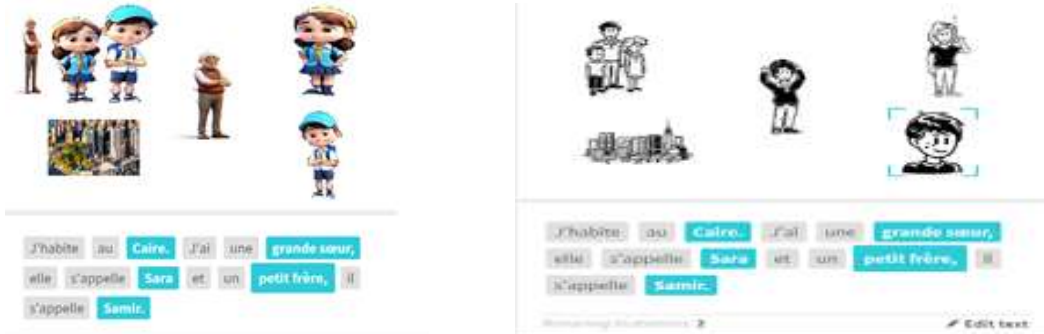 J'habite au Caire. J'ai une grande sœur,
elle s'appelle Sara et un petit frère, il
s'appelle Samir.
J'habite au Caire. J'ai une grande sœur,
elle s'appelle Sara et un petit frère, il
s'appelle Samir.
Edit text